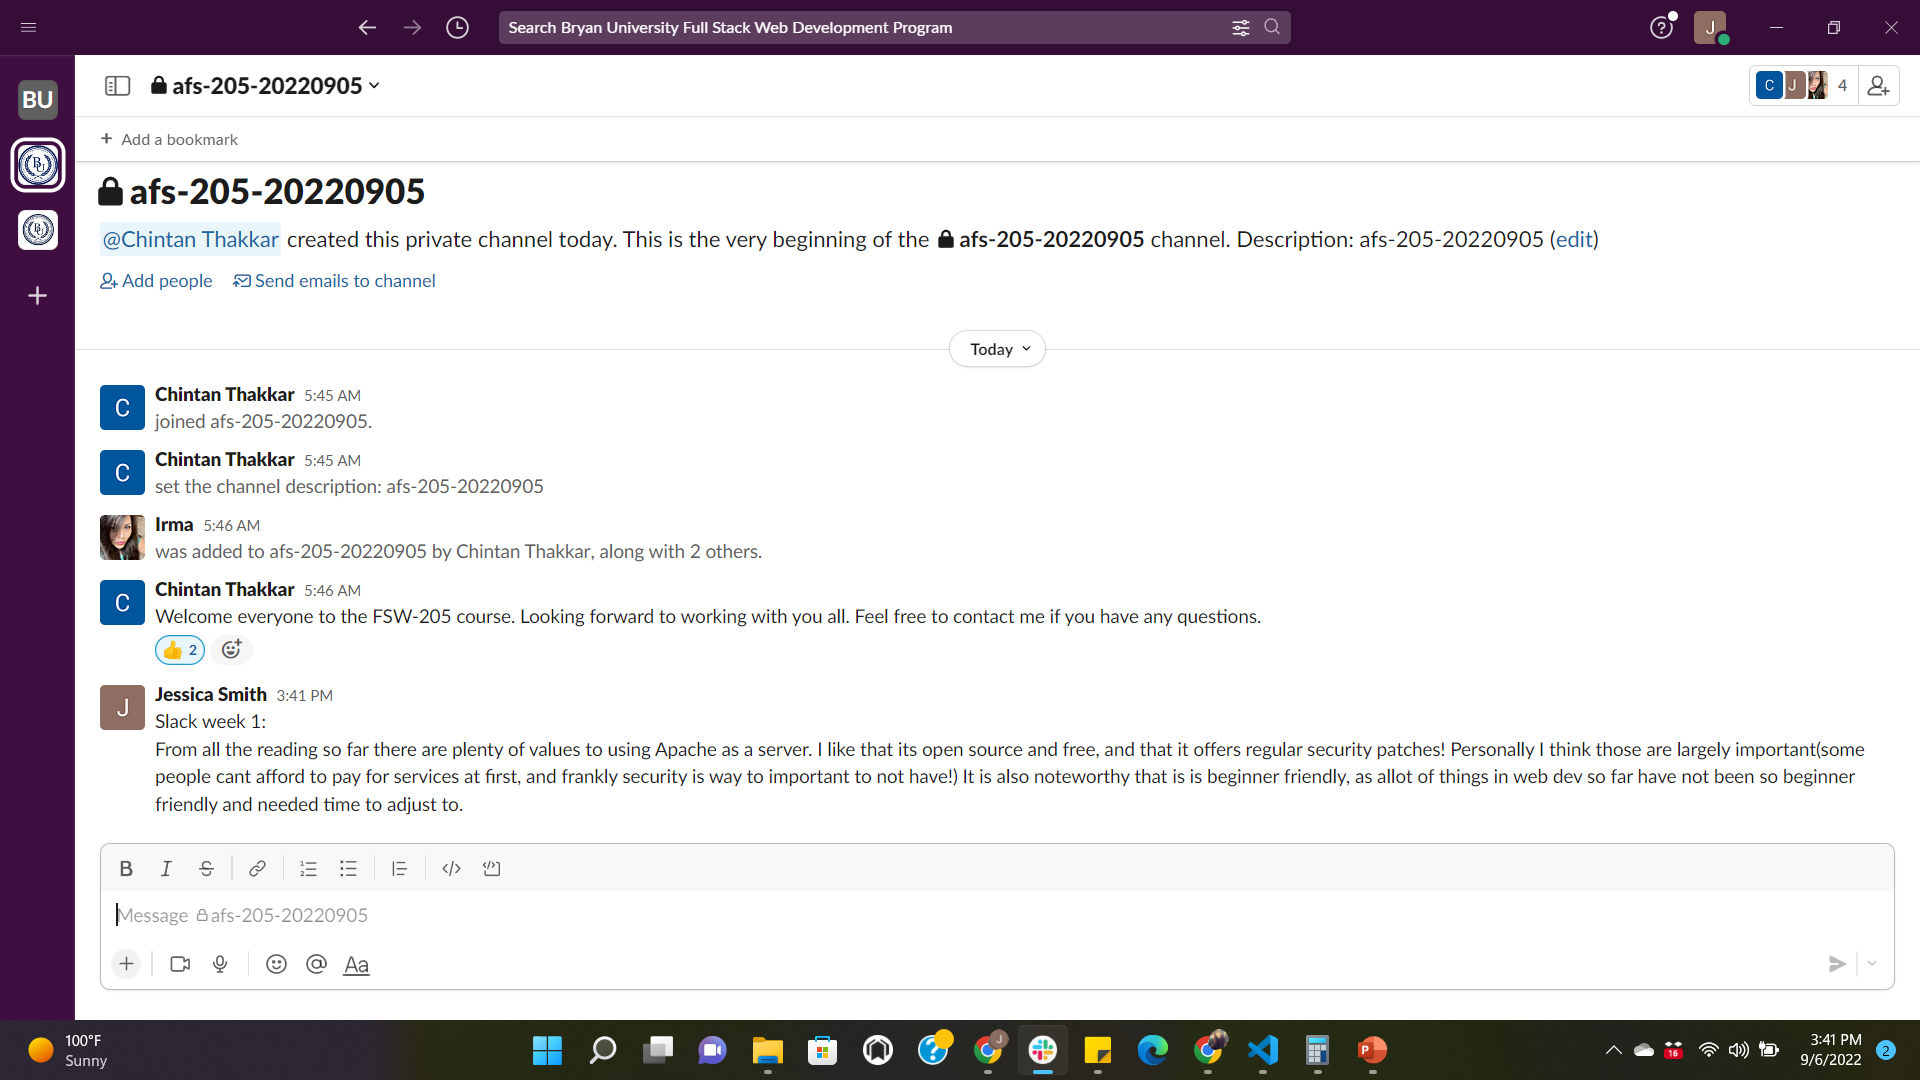 Search Bryan University Full Stack Web Development Program
J
BU
afs-205-20220905
C J 4
+ Add a bookmark
afs-205-20220905
@Chintan Thakkar created this private channel today. This is the very beginning of the afs-205-20220905 channel. Description: afs-205-20220905 (edit)
Add people Send emails to channel
Today
C
Chintan Thakkar 5:45 AM
joined afs-205-20220905.
C
Chintan Thakkar 5:45 AM
set the channel description: afs-205-20220905
Irma 5:46 AM
was added to afs-205-20220905 by Chintan Thakkar, along with 2 others.
C
Chintan Thakkar 5:46 AM
Welcome everyone to the FSW-205 course. Looking forward to working with you all. Feel free to contact me if you have any questions.
2
J
Jessica Smith 3:41 PM
Slack week 1:
From all the reading so far there are plenty of values to using Apache as a server. I like that its open source and free, and that it offers regular security patches! Personally I think those are largely important(some
people cant afford to pay for services at first, and frankly security is way to important to not have!) It is also noteworthy that is is beginner friendly, as allot of things in web dev so far have not been so beginner
friendly and needed time to adjust to.
B I S
Message afs-205-20220905
+ @ Aa
100°F
Sunny
16
3:41 PM
9/6/2022
2